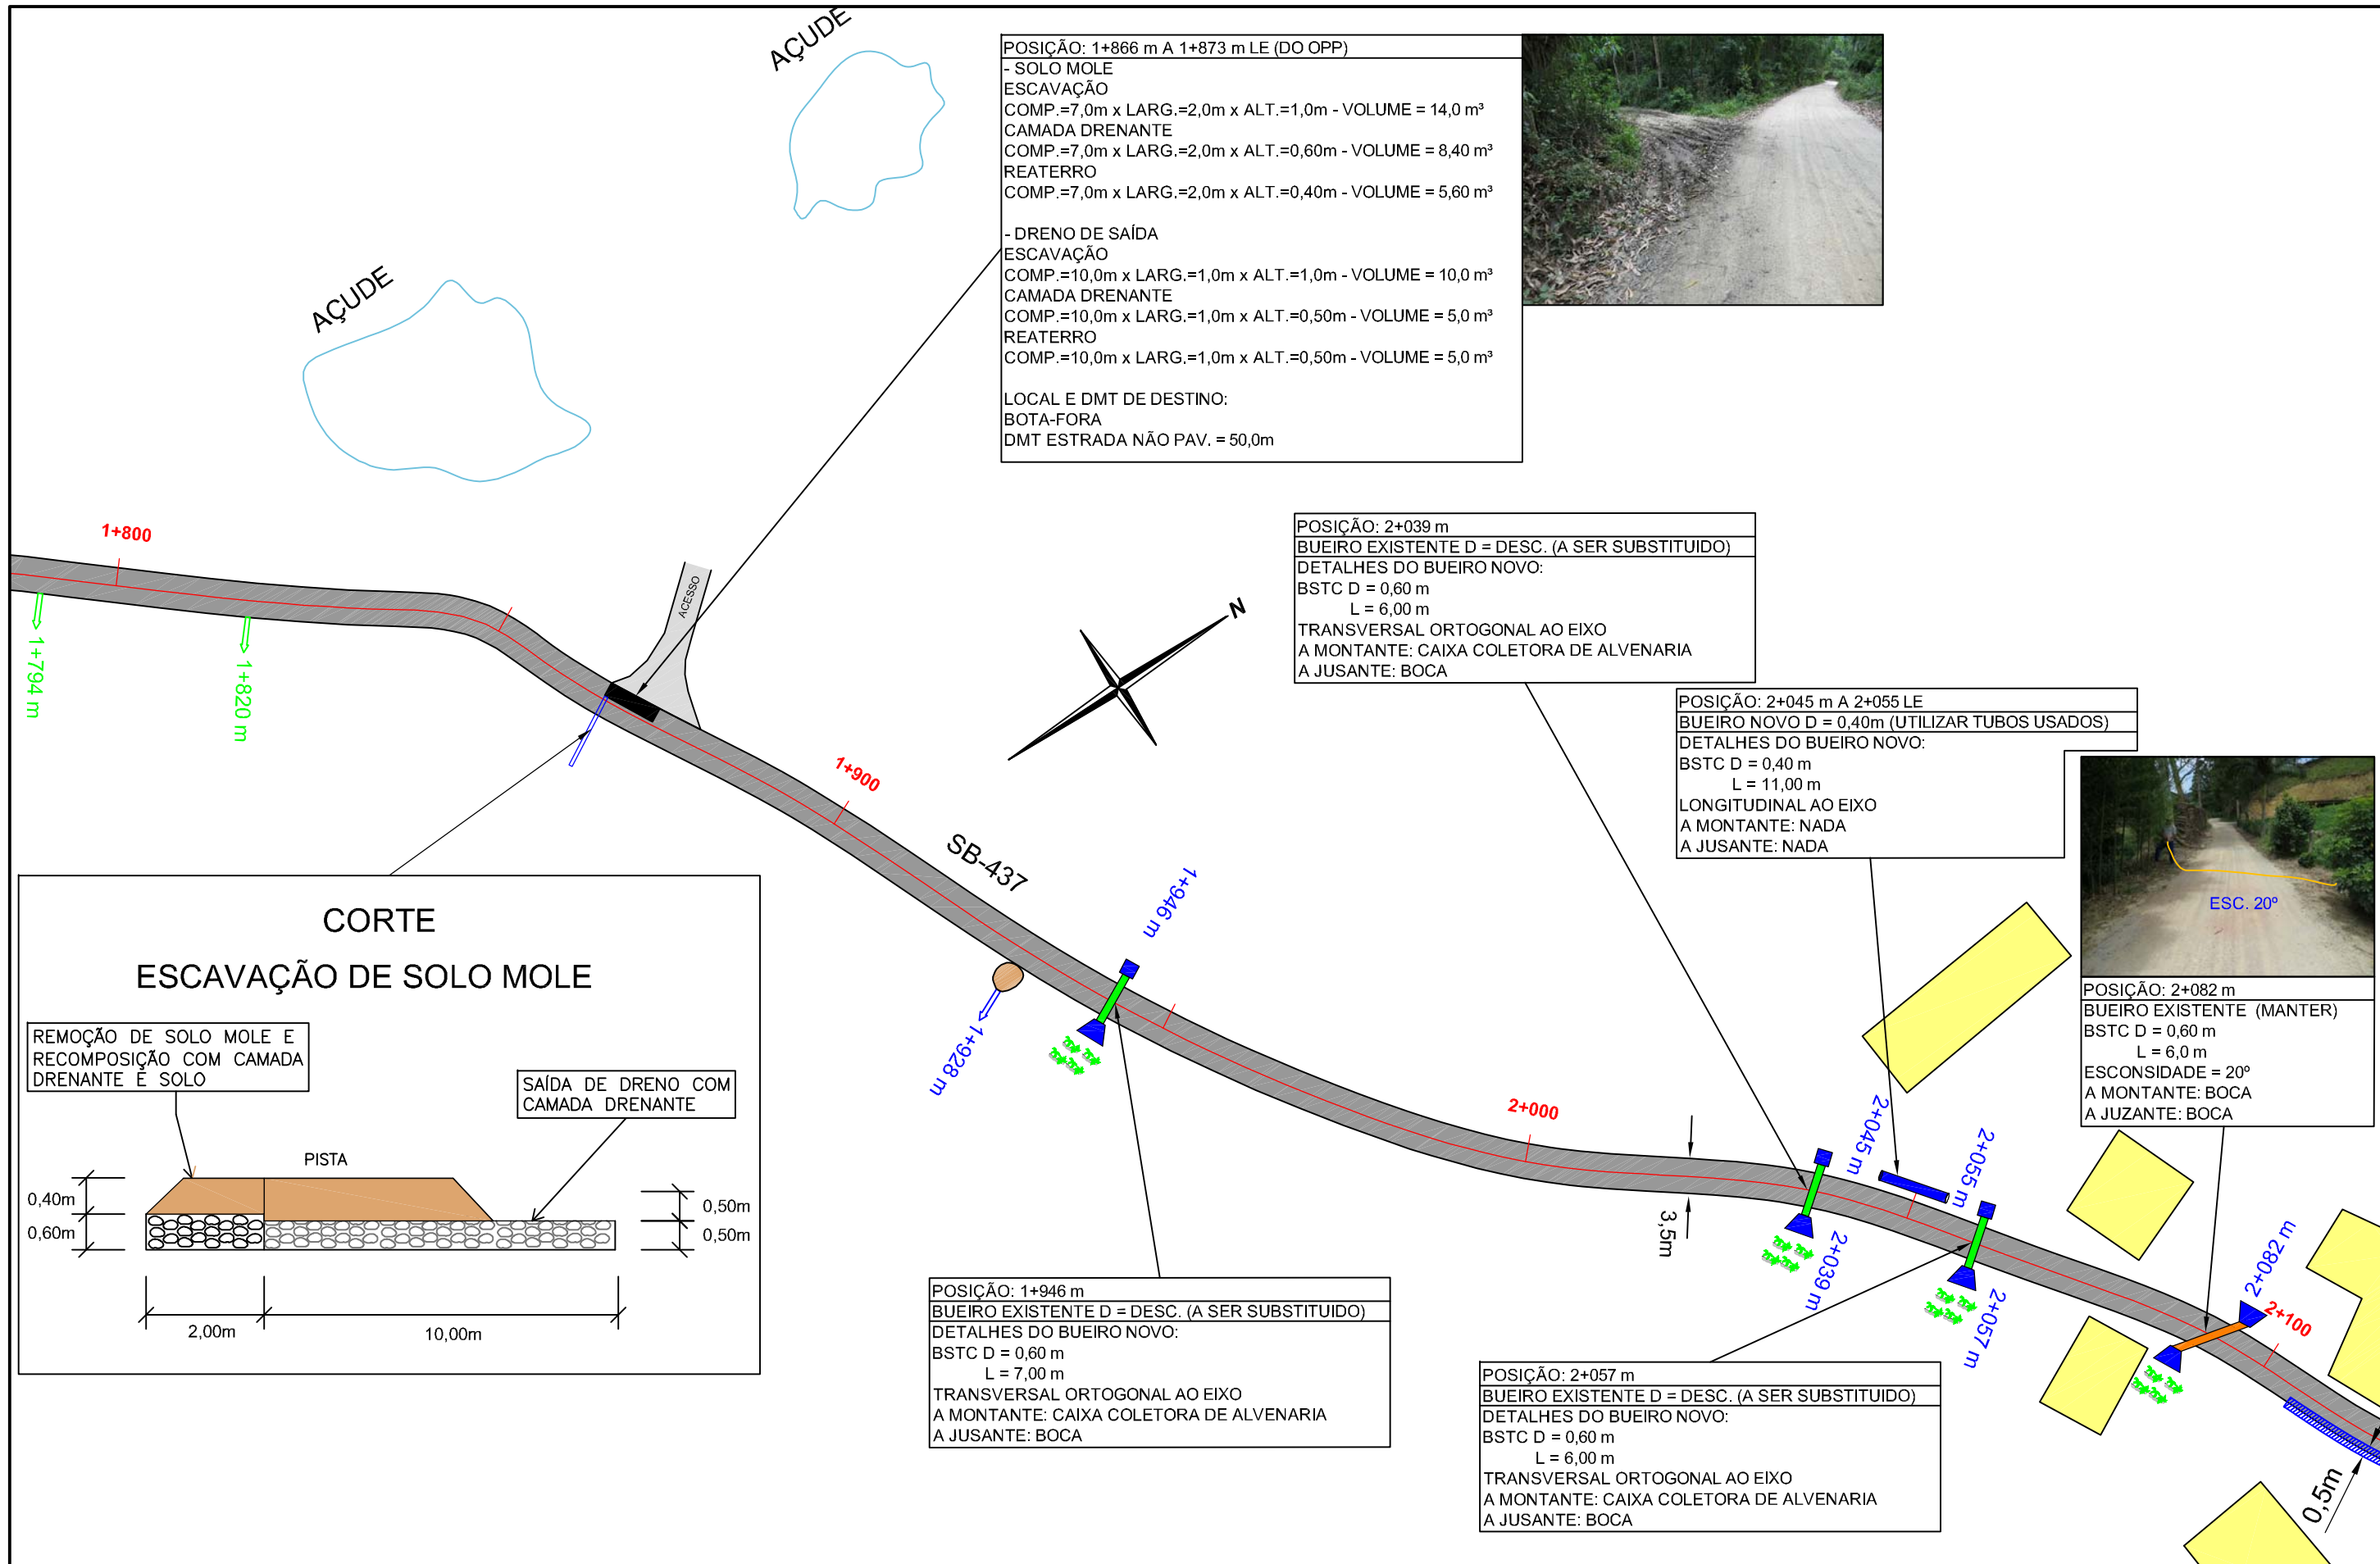 AÇUDE
AÇUDE
POSIÇÃO: 1+866 m A 1+873 m LE (DO OPP)
- SOLO MOLE
ESCAVAÇÃO
COMP.=7,0m x LARG.=2,0m x ALT.=1,0m - VOLUME = 14,0 m³
CAMADA DRENANTE
COMP.=7,0m x LARG.=2,0m x ALT.=0,60m - VOLUME = 8,40 m³
REATERRO
COMP.=7,0m x LARG.=2,0m x ALT.=0,40m - VOLUME = 5,60 m³
- DRENO DE SAÍDA
ESCAVAÇÃO
COMP.=10,0m x LARG.=1,0m x ALT.=1,0m - VOLUME = 10,0 m³
CAMADA DRENANTE
COMP.=10,0m x LARG.=1,0m x ALT.=0,50m - VOLUME = 5,0 m³
REATERRO
COMP.=10,0m x LARG.=1,0m x ALT.=0,50m - VOLUME = 5,0 m³
LOCAL E DMT DE DESTINO:
BOTA-FORA
DMT ESTRADA NÃO PAV. = 50,0m
1+800
1+794 m
1+820 m
ACESSO
N
1+900
SB-437
1+946 m
1+928 m
2+000
3,5m
POSIÇÃO: 2+039 m
BUEIRO EXISTENTE D = DESC. (A SER SUBSTITUIDO)
DETALHES DO BUEIRO NOVO:
BSTC D = 0,60 m
L = 6,00 m
TRANSVERSAL ORTOGONAL AO EIXO
A MONTANTE: CAIXA COLETORA DE ALVENARIA
A JUSANTE: BOCA
POSIÇÃO: 2+045 m A 2+055 LE
BUEIRO NOVO D = 0,40m (UTILIZAR TUBOS USADOS)
DETALHES DO BUEIRO NOVO:
BSTC D = 0,40 m
L = 11,00 m
LONGITUDINAL AO EIXO
A MONTANTE: NADA
A JUSANTE: NADA
ESC. 20º
POSIÇÃO: 2+082 m
BUEIRO EXISTENTE (MANTER)
BSTC D = 0,60 m
L = 6,0 m
ESCONSIDADE = 20º
A MONTANTE: BOCA
A JUZANTE: BOCA
2+045 m
2+055 m
2+039 m
2+057 m
2+082 m
2+100
0,5m
CORTE
ESCAVAÇÃO DE SOLO MOLE
REMOÇÃO DE SOLO MOLE E
RECOMPOSIÇÃO COM CAMADA
DRENANTE E SOLO
SAÍDA DE DRENO COM
CAMADA DRENANTE
PISTA
0,40m
0,60m
0,50m
0,50m
2,00m
10,00m
POSIÇÃO: 1+946 m
BUEIRO EXISTENTE D = DESC. (A SER SUBSTITUIDO)
DETALHES DO BUEIRO NOVO:
BSTC D = 0,60 m
L = 7,00 m
TRANSVERSAL ORTOGONAL AO EIXO
A MONTANTE: CAIXA COLETORA DE ALVENARIA
A JUSANTE: BOCA
POSIÇÃO: 2+057 m
BUEIRO EXISTENTE D = DESC. (A SER SUBSTITUIDO)
DETALHES DO BUEIRO NOVO:
BSTC D = 0,60 m
L = 6,00 m
TRANSVERSAL ORTOGONAL AO EIXO
A MONTANTE: CAIXA COLETORA DE ALVENARIA
A JUSANTE: BOCA